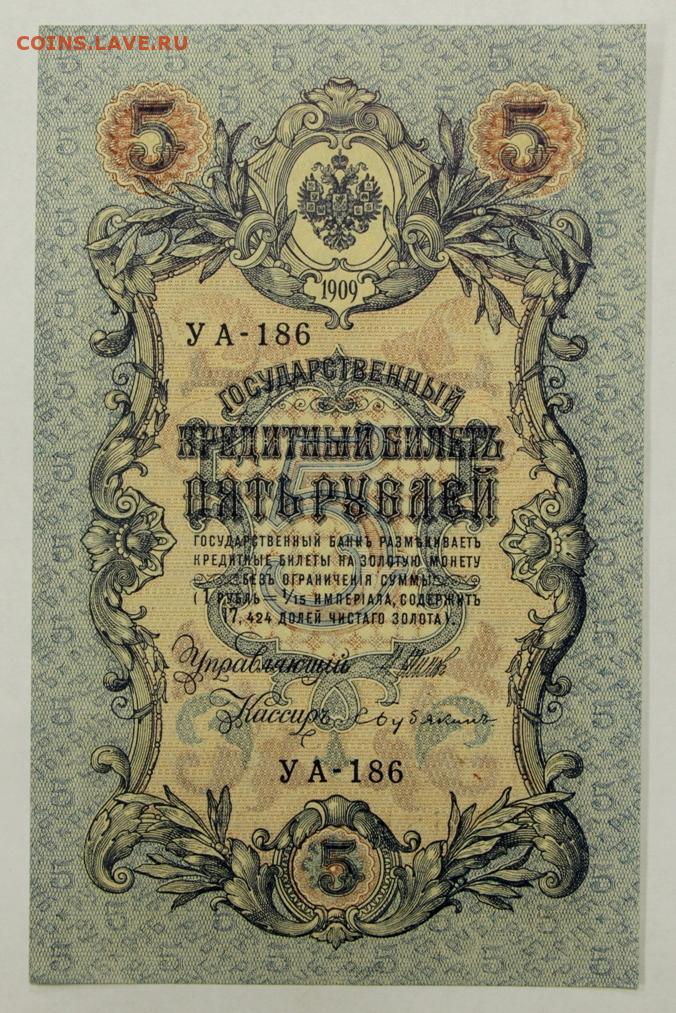 COINS.LAVE.RU
5 5
1909
УА-186
ГОСУДАРСТВЕННЫЙ
КРЕДИТНЫЙ БИЛЕТЪ
ПЯТЬ РУБЛЕЙ
ГОСУДАРСТВЕННЫЙ БАНКЪ РАЗМѢНИВАЕТЪ
КРЕДИТНЫЕ БИЛЕТЫ НА ЗОЛОТУЮ МОНЕТУ
БЕЗЪ ОГРАНИЧЕНІЯ СУММЫ
(1 РУБЛЬ = 1/15 ИМПЕРІАЛА, СОДЕРЖИТЪ
17,424 ДОЛЕЙ ЧИСТАГО ЗОЛОТА).
Управляющій
Кассиръ
УА-186
5